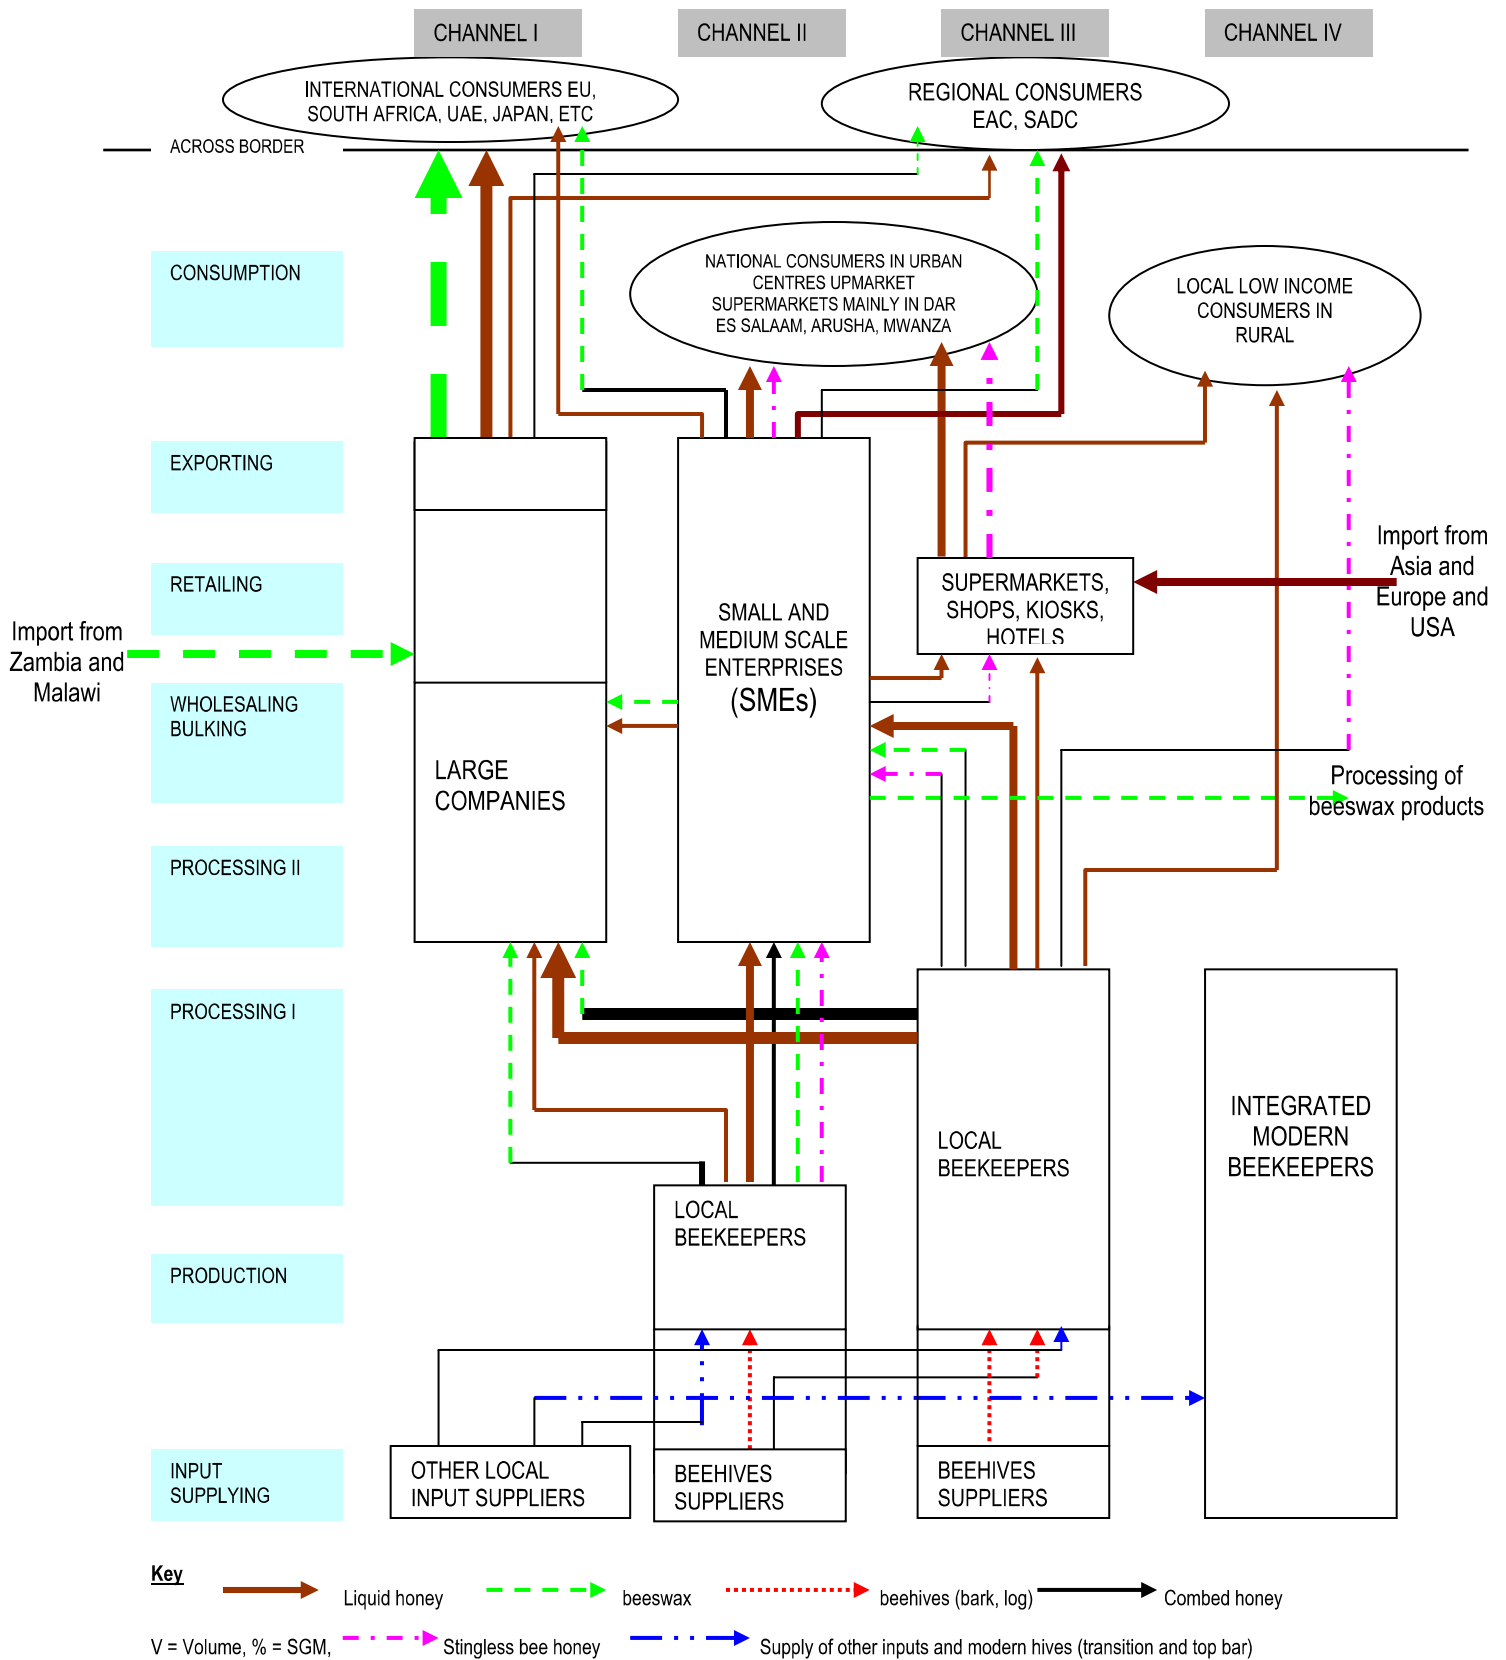 CHANNEL I
CHANNEL II
CHANNEL III
CHANNEL IV
INTERNATIONAL CONSUMERS EU,
SOUTH AFRICA, UAE, JAPAN, ETC
REGIONAL CONSUMERS
EAC, SADC
ACROSS BORDER
CONSUMPTION
NATIONAL CONSUMERS IN URBAN
CENTRES UPMARKET
SUPERMARKETS MAINLY IN DAR
ES SALAAM, ARUSHA, MWANZA
LOCAL LOW INCOME
CONSUMERS IN
RURAL
EXPORTING
RETAILING
Import from
Zambia and
Malawi
SMALL AND
MEDIUM SCALE
ENTERPRISES
(SMEs)
SUPERMARKETS,
SHOPS, KIOSKS,
HOTELS
Import from
Asia and
Europe and
USA
WHOLESALING
BULKING
LARGE
COMPANIES
Processing of
beeswax products
PROCESSING II
PROCESSING I
LOCAL
BEEKEEPERS
LOCAL
BEEKEEPERS
INTEGRATED
MODERN
BEEKEEPERS
PRODUCTION
INPUT
SUPPLYING
OTHER LOCAL
INPUT SUPPLIERS
BEEHIVES
SUPPLIERS
BEEHIVES
SUPPLIERS
Key
Liquid honey
beeswax
beehives (bark, log)
Combed honey
V = Volume, % = SGM,
Stingless bee honey
Supply of other inputs and modern hives (transition and top bar)